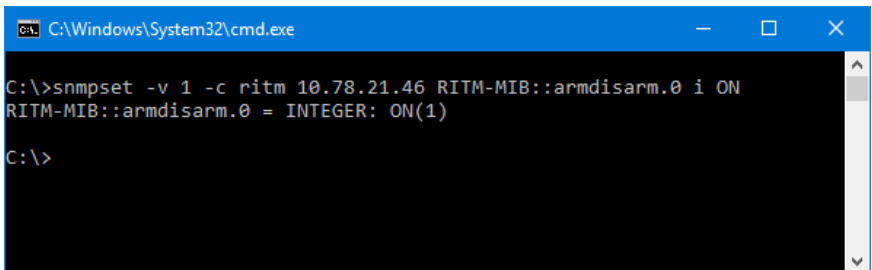 C:\Windows\System32\cmd.exe
C:\>snmpset -v 1 -c ritm 10.78.21.46 RITM-MIB::armdisarm.0 i ON
RITM-MIB::armdisarm.0 = INTEGER: ON(1)
C:\>